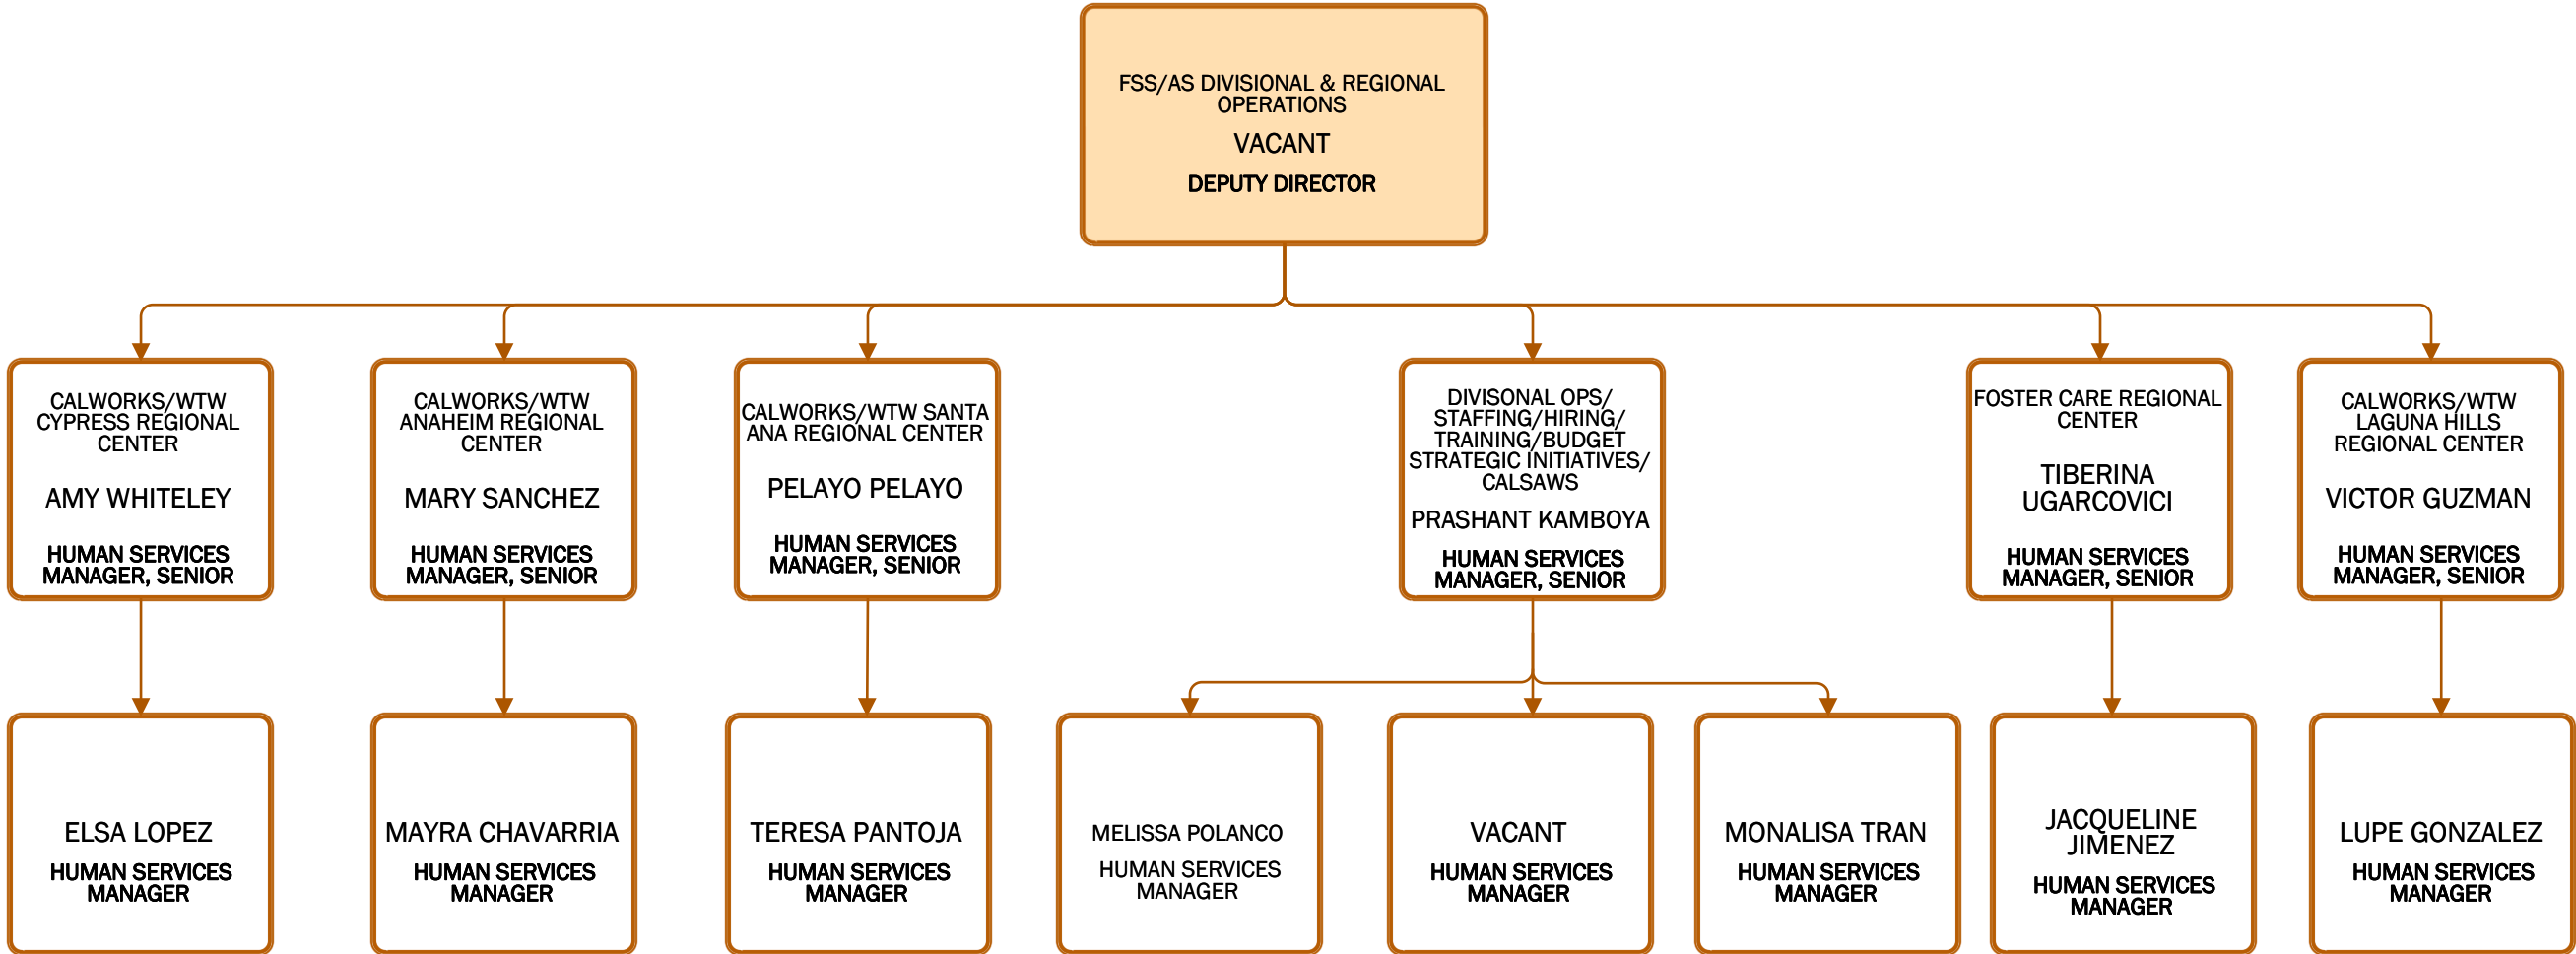 FSS/AS DIVISIONAL & REGIONAL
OPERATIONS
VACANT
DEPUTY DIRECTOR
CALWORKS/WTW
CYPRESS REGIONAL
CENTER
AMY WHITELEY
HUMAN SERVICES
MANAGER, SENIOR
CALWORKS/WTW
ANAHEIM REGIONAL
CENTER
MARY SANCHEZ
HUMAN SERVICES
MANAGER, SENIOR
CALWORKS/WTW SANTA
ANA REGIONAL CENTER
PELAYO PELAYO
HUMAN SERVICES
MANAGER, SENIOR
DIVISONAL OPS/
STAFFING/HIRING/
TRAINING/BUDGET
STRATEGIC INITIATIVES/
CALSAWS
PRASHANT KAMBOYA
HUMAN SERVICES
MANAGER, SENIOR
FOSTER CARE REGIONAL
CENTER
TIBERINA
UGARCOVICI
HUMAN SERVICES
MANAGER, SENIOR
CALWORKS/WTW
LAGUNA HILLS
REGIONAL CENTER
VICTOR GUZMAN
HUMAN SERVICES
MANAGER, SENIOR
ELSA LOPEZ
HUMAN SERVICES
MANAGER
MAYRA CHAVARRIA
HUMAN SERVICES
MANAGER
TERESA PANTOJA
HUMAN SERVICES
MANAGER
MELISSA POLANCO
HUMAN SERVICES
MANAGER
VACANT
HUMAN SERVICES
MANAGER
MONALISA TRAN
HUMAN SERVICES
MANAGER
JACQUELINE
JIMENEZ
HUMAN SERVICES
MANAGER
LUPE GONZALEZ
HUMAN SERVICES
MANAGER